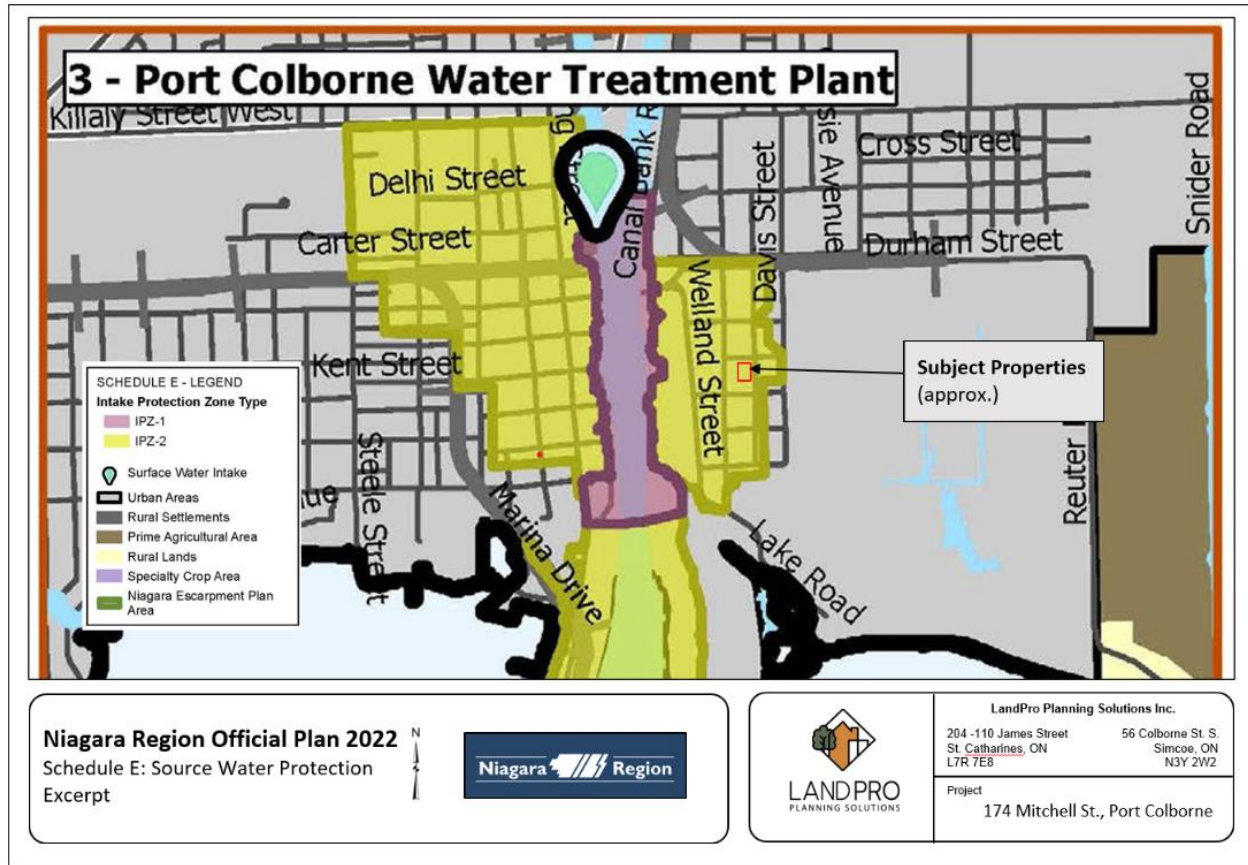 3 - Port Colborne Water Treatment Plant
Killaly Street West
Delhi Street
Carter Street
Kent Street
Steele Street
Marina Drive
Street
Canal Bank R
Welland Street
Davis Street
sie Avenue
Cross Street
Durham Street
Snider Road
Reuter
Lake Road
ue
Subject Properties
(approx.)
SCHEDULE E - LEGEND
Intake Protection Zone Type
IPZ-1
IPZ-2
Surface Water Intake
Urban Areas
Rural Settlements
Prime Agricultural Area
Rural Lands
Specialty Crop Area
Niagara Escarpment Plan
Area
Niagara Region Official Plan 2022
Schedule E: Source Water Protection
Excerpt
N
Niagara Region
LANDPRO
PLANNING SOLUTIONS
LandPro Planning Solutions Inc.
204 -110 James Street
St. Catharines, ON
L7R 7E8
56 Colborne St. S.
Simcoe, ON
N3Y 2W2
Project
174 Mitchell St., Port Colborne